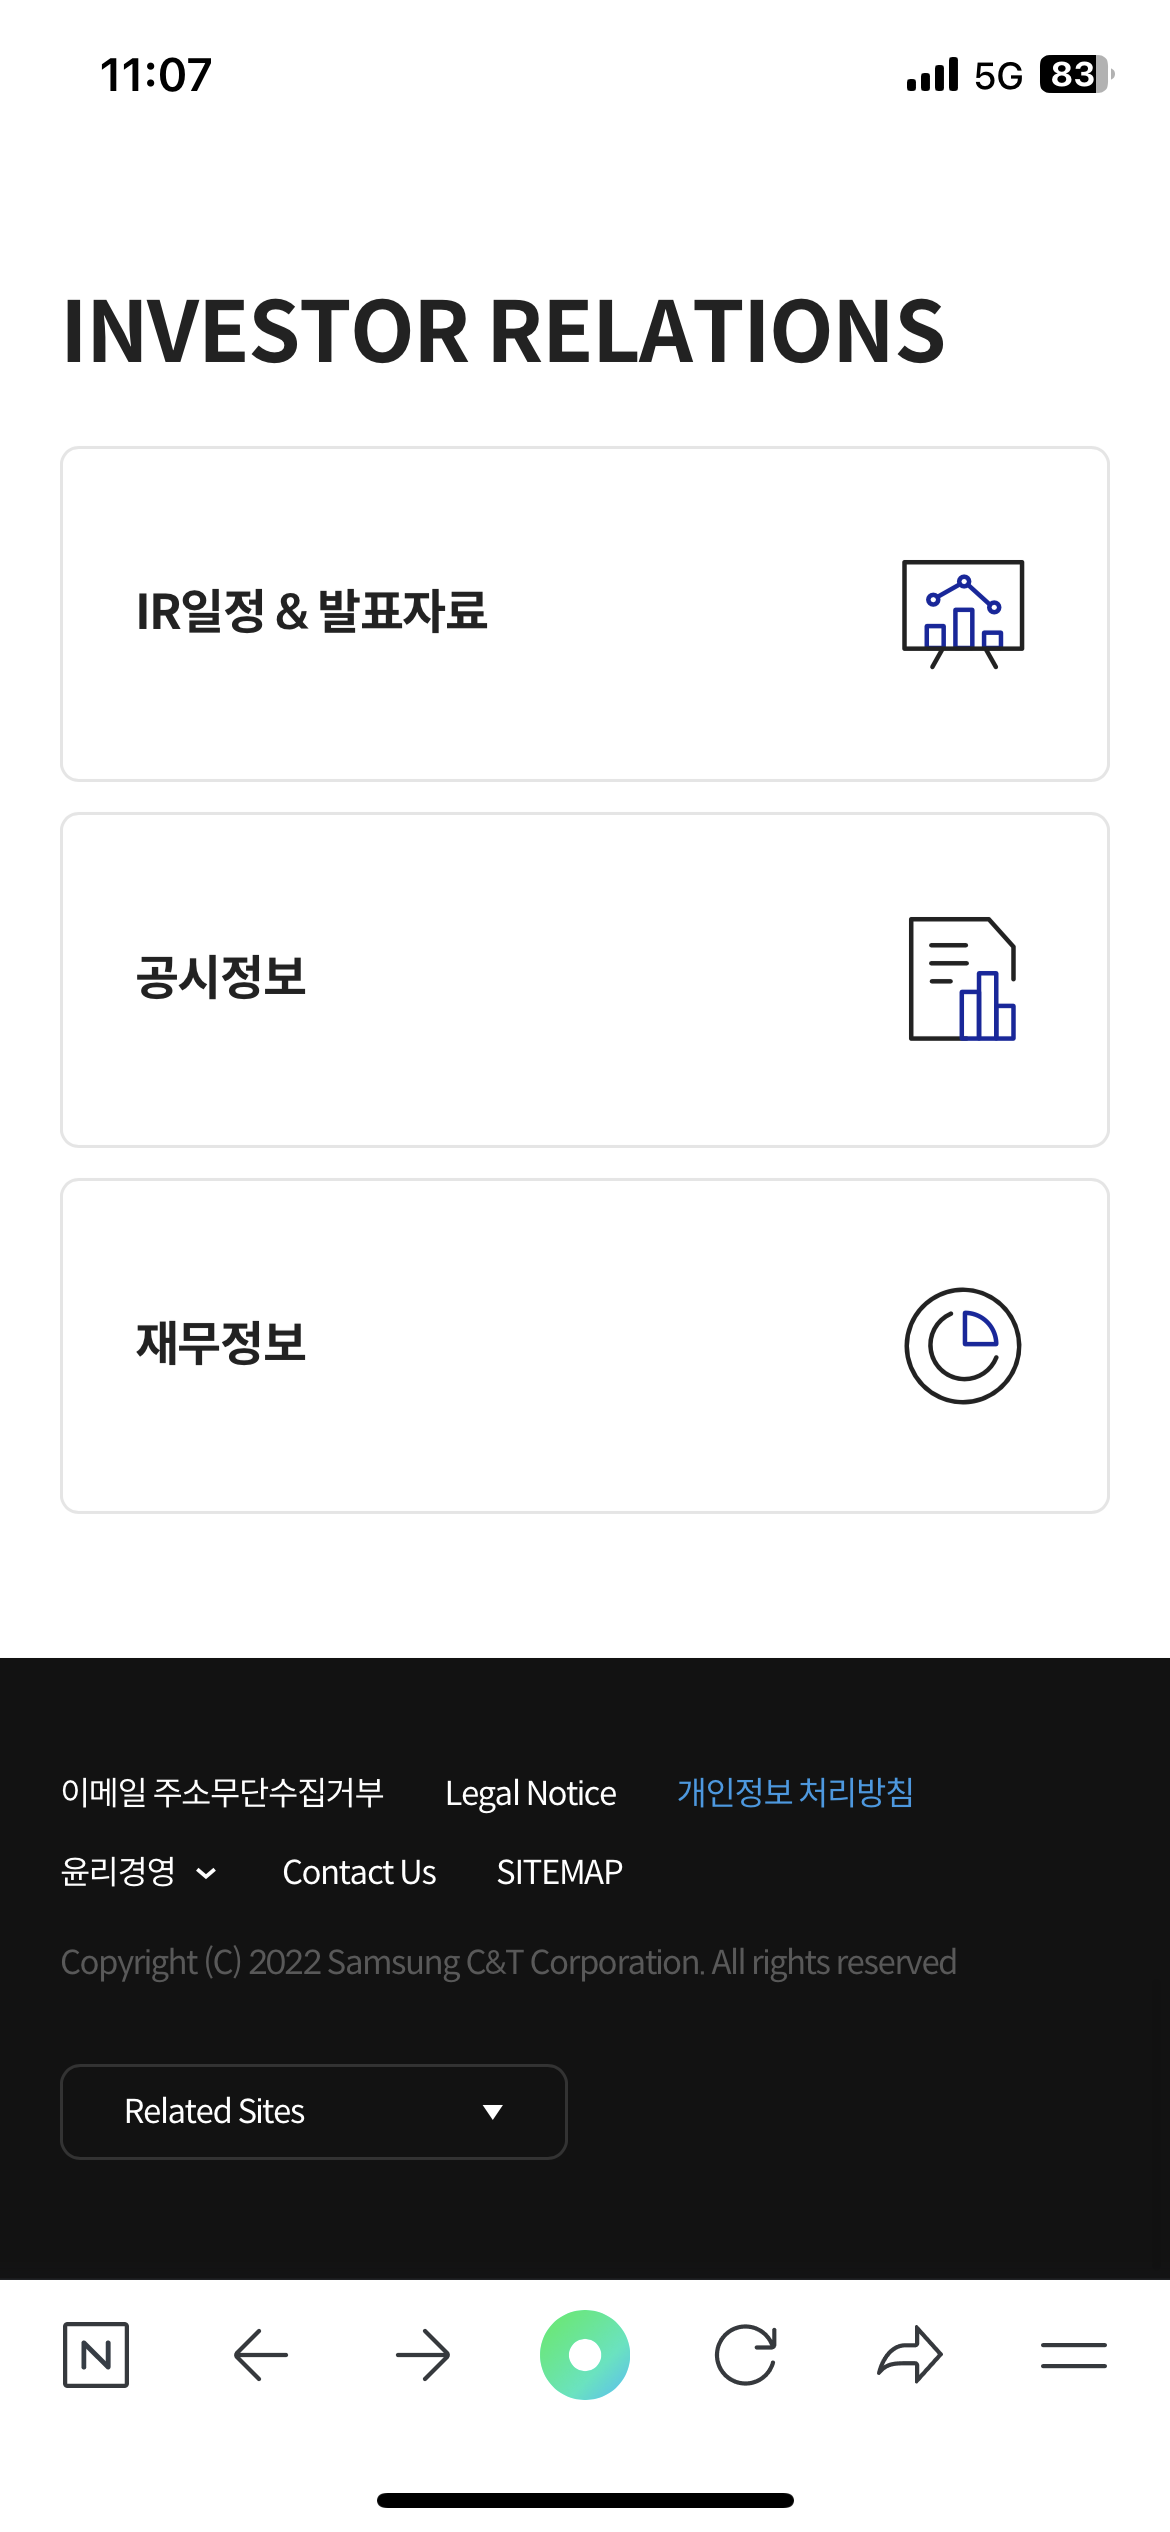 11:07 5G 83
INVESTOR RELATIONS
IR일정 & 발표자료
공시정보
재무정보
이메일 주소무단수집거부 Legal Notice 개인정보 처리방침
윤리경영 Contact Us SITEMAP
Copyright (C) 2022 Samsung C&T Corporation. All rights reserved
Related Sites
N